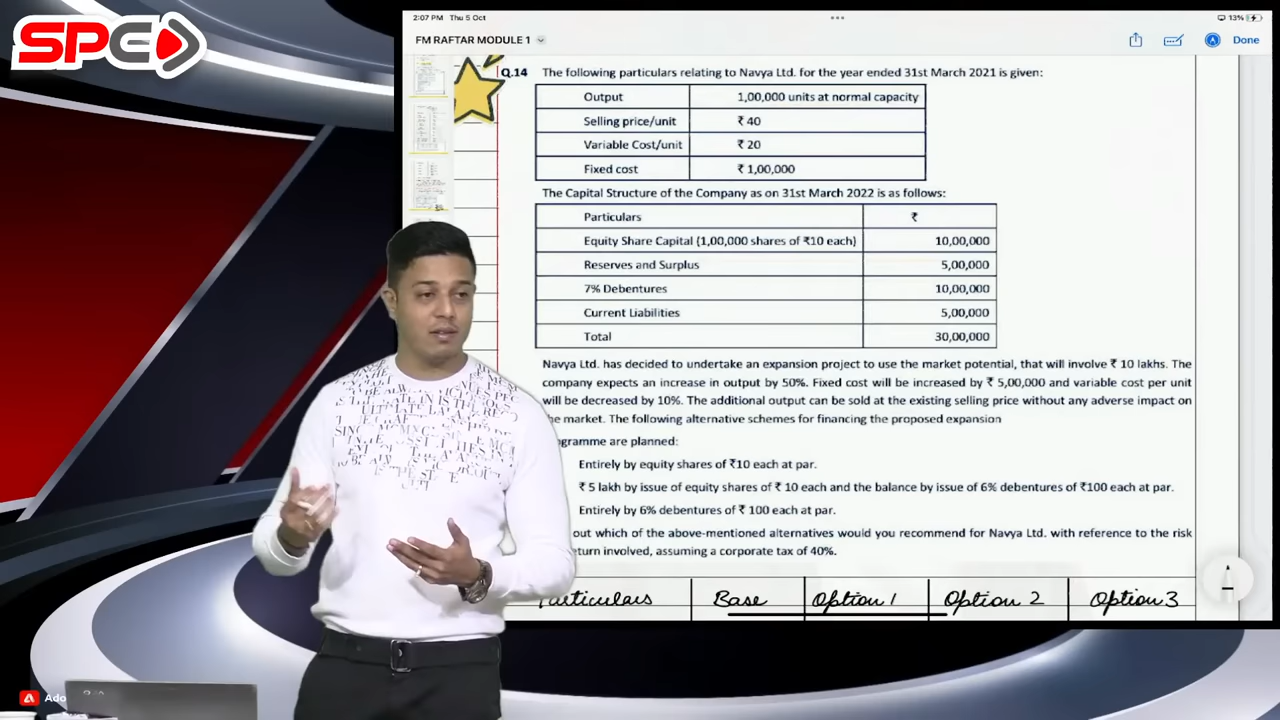 SPED
2:07 PM Thu 5 Oct
13%
FM RAFTAR MODULE 1
Done
Q.14 The following particulars relating to Navya Ltd. for the year ended 31st March 2021 is given:
Output 1,00,000 units at normal capacity
Selling price/unit ₹ 40
Variable Cost/unit ₹ 20
Fixed cost ₹ 1,00,000
The Capital Structure of the Company as on 31st March 2022 is as follows:
Particulars ₹
Equity Share Capital (1,00,000 shares of ₹10 each) 10,00,000
Reserves and Surplus 5,00,000
7% Debentures 10,00,000
Current Liabilities 5,00,000
Total 30,00,000
Navya Ltd. has decided to undertake an expansion project to use the market potential, that will involve ₹ 10 lakhs. The
company expects an increase in output by 50%. Fixed cost will be increased by ₹ 5,00,000 and variable cost per unit
will be decreased by 10%. The additional output can be sold at the existing selling price without any adverse impact on
he market. The following alternative schemes for financing the proposed expansion
ogramme are planned:
Entirely by equity shares of ₹10 each at par.
₹ 5 lakh by issue of equity shares of ₹ 10 each and the balance by issue of 6% debentures of ₹100 each at par.
Entirely by 6% debentures of ₹ 100 each at par.
out which of the above-mentioned alternatives would you recommend for Navya Ltd. with reference to the risk
eturn involved, assuming a corporate tax of 40%.
Particulars Base Option 1 Option 2 Option 3
Ado